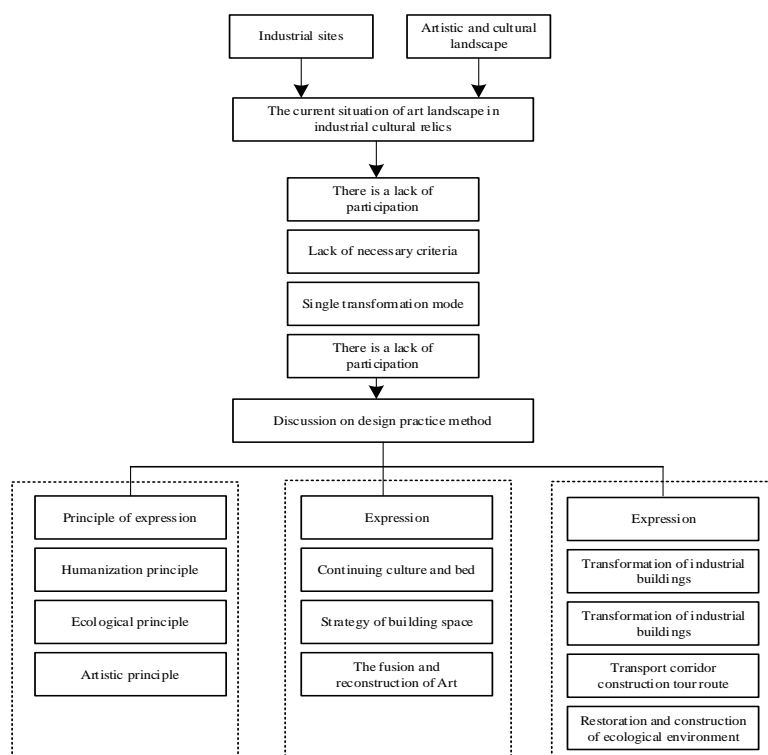 Industrial sites
Artistic and cultural
landscape
The current situation of art landscape in
industrial cultural relics
There is a lack of
participation
Lack of necessary criteria
Single transformation mode
There is a lack of
participation
Discussion on design practice method
Principle of expression
Humanization principle
Ecological principle
Artistic principle
Expression
Continuing culture and bed
Strategy of building space
The fusion and
reconstruction of Art
Expression
Transformation of industrial
buildings
Transformation of industrial
buildings
Transport corridor
construction tour route
Restoration and construction
of ecological environment